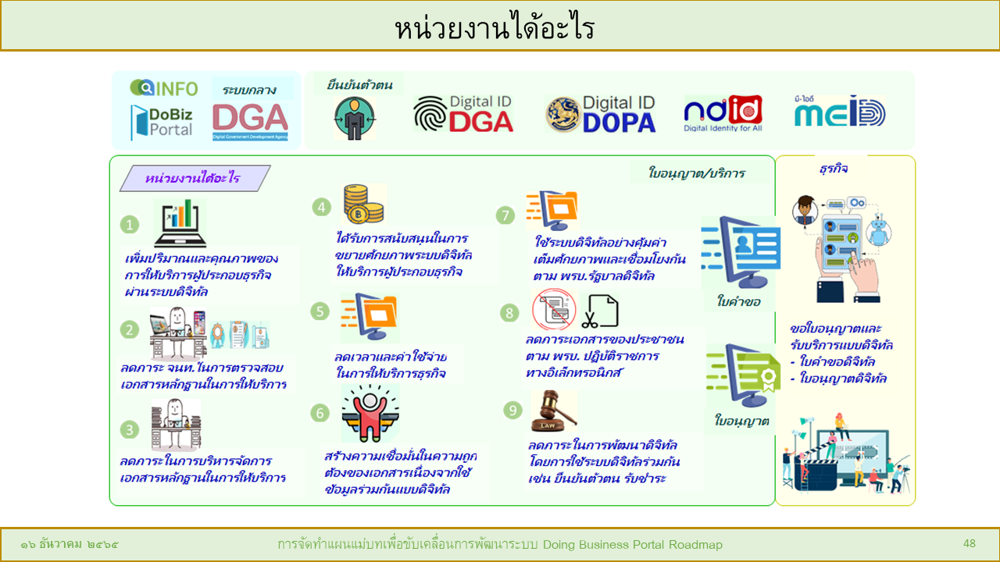 หน่วยงานได้อะไร
INFO
ระบบกลาง
DoBiz
Portal
DGA
Digital Government Development Agency
ยืนยันตัวตน
Digital ID
DGA
Digital ID
DOPA
ndid
Digital Identity for All
มี-ไอดี
meiD
หน่วยงานได้อะไร
1
เพิ่มปริมาณและคุณภาพของ
การให้บริการผู้ประกอบธุรกิจ
ผ่านระบบดิจิทัล
2
ลดภาระ จนท.ในการตรวจสอบ
เอกสารหลักฐานในการให้บริการ
3
ลดภาระในการบริหารจัดการ
เอกสารหลักฐานในการให้บริการ
4
ได้รับการสนับสนุนในการ
ขยายศักยภาพระบบดิจิทัล
ให้บริการผู้ประกอบธุรกิจ
5
ลดเวลาและค่าใช้จ่าย
ในการให้บริการธุรกิจ
6
สร้างความเชื่อมั่นในความถูก
ต้องของเอกสารเนื่องจากใช้
ข้อมูลร่วมกันแบบดิจิทัล
ใบอนุญาต/บริการ
7
ใช้ระบบดิจิทัลอย่างคุ้มค่า
เต็มศักยภาพและเชื่อมโยงกัน
ตาม พรบ.รัฐบาลดิจิทัล
8
ลดภาระเอกสารของประชาชน
ตาม พรบ. ปฏิบัติราชการ
ทางอิเล็กทรอนิกส์
9
LAW
ลดภาระในการพัฒนาดิจิทัล
โดยการใช้ระบบดิจิทัลร่วมกัน
เช่น ยืนยันตัวตน รับชำระ
ใบคำขอ
ใบอนุญาต
ธุรกิจ
ขอใบอนุญาตและ
รับบริการแบบดิจิทัล
- ใบคำขอดิจิทัล
- ใบอนุญาตดิจิทัล
๑๖ ธันวาคม ๒๕๖๕
การจัดทำแผนแม่บทเพื่อขับเคลื่อนการพัฒนาระบบ Doing Business Portal Roadmap
48